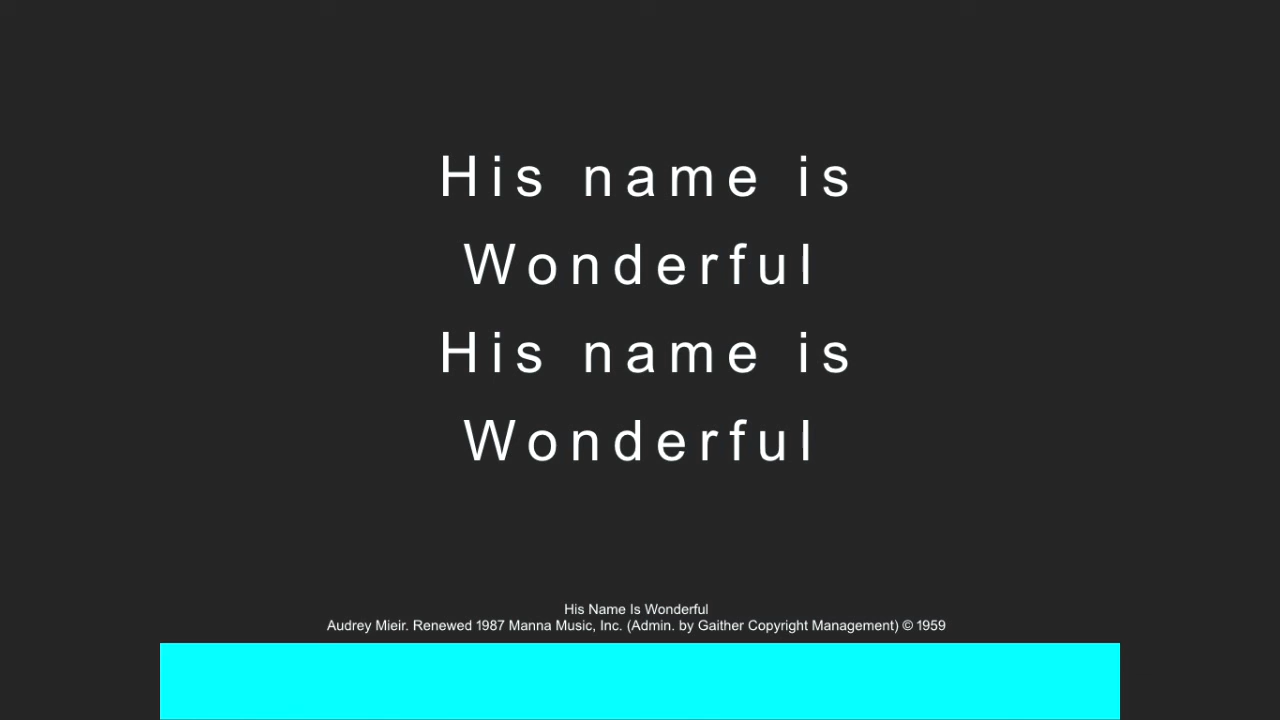 His name is
Wonderful
His name is
Wonderful
His Name Is Wonderful
Audrey Mieir. Renewed 1987 Manna Music, Inc. (Admin. by Gaither Copyright Management) © 1959